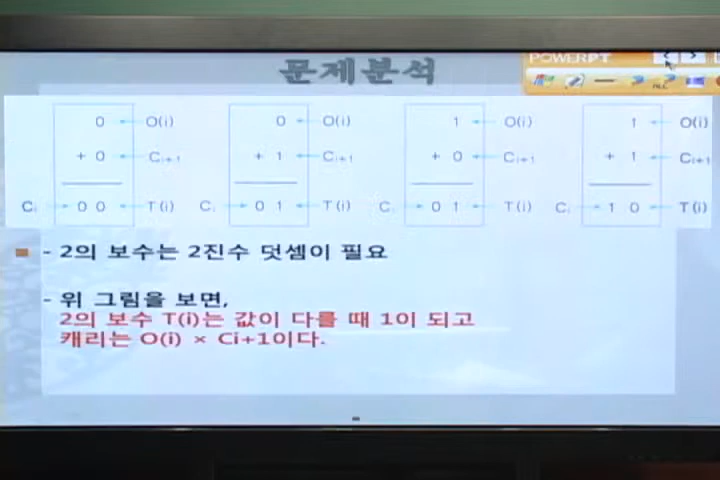 문제분석
POWERPT
0 O(i) 0 O(i) 1 O(i) 1 O(i)
+ 0 Ci+1 + 1 Ci+1 + 0 Ci+1 + 1 Ci+1
Ci 0 0 T(i) Ci 0 1 T(i) Ci 0 1 T(i) Ci 1 0 T(i)
- 2의 보수는 2진수 덧셈이 필요
- 위 그림을 보면,
2의 보수 T(i)는 값이 다를 때 1이 되고
캐리는 O(i) × Ci+1이다.